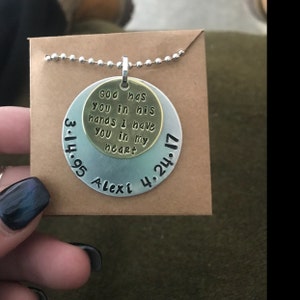 God has
you in his
hands I have
you in my
heart
3.14.95 Alexi 4.24.17